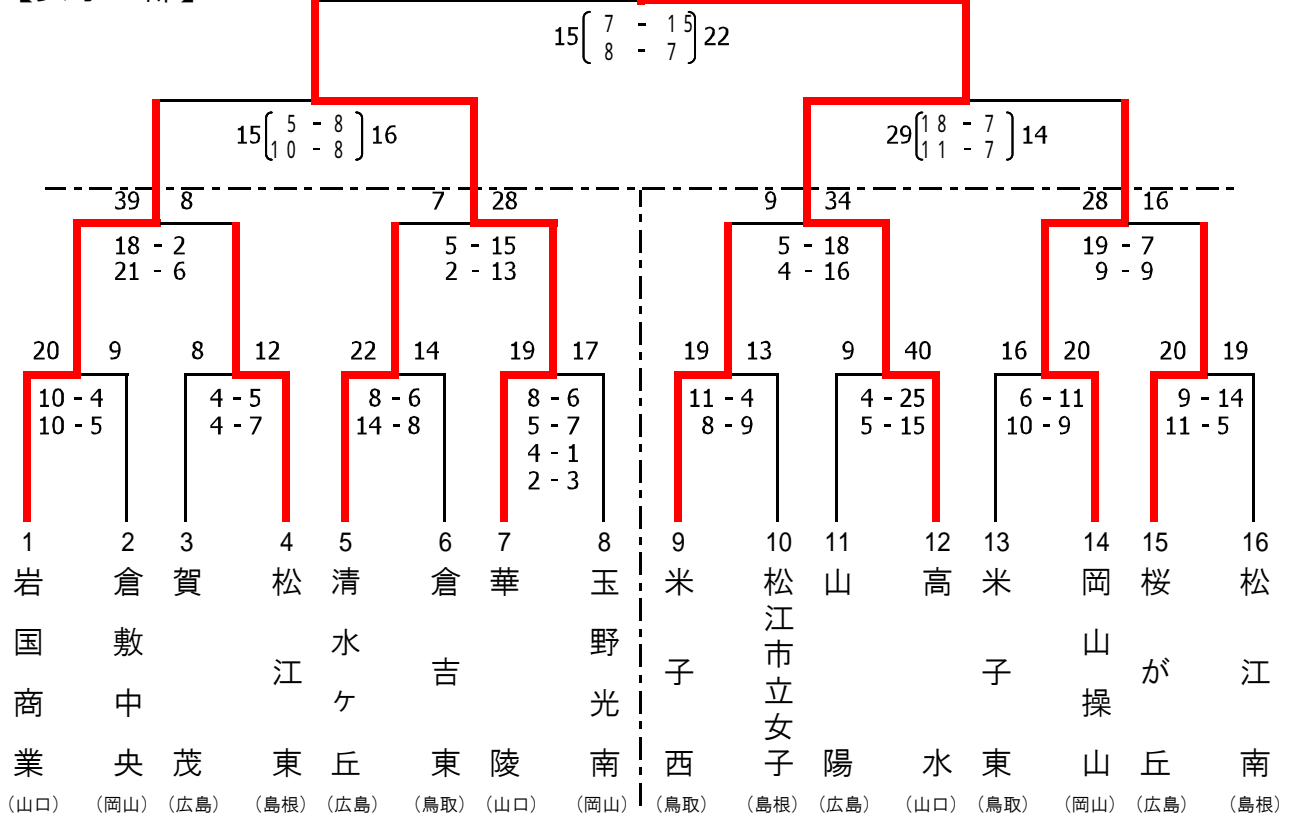 15 7 - 15 22
8 - 7
15 5 - 8 16
10 - 8
29 18 - 7 14
11 - 7
39 8 7 28 9 34 28 16
18 - 2 5 - 15 5 - 18 19 - 7
21 - 6 2 - 13 4 - 16 9 - 9
20 9 8 12 22 14 19 17 19 13 9 40 16 20 20 19
10 - 4 4 - 5 8 - 6 8 - 6 11 - 4 4 - 25 6 - 11 9 - 14
10 - 5 4 - 7 14 - 8 5 - 7 8 - 9 5 - 15 10 - 9 11 - 5
4 - 1
2 - 3
1 2 3 4 5 6 7 8 9 10 11 12 13 14 15 16
岩国商業
倉敷中央
賀茂
松江東
清水ケ丘
倉吉東
華陵
玉野光南
米子西
松江市立女子
山陽
高水
米子東
岡山操山
桜が丘
松江南
(山口) (岡山) (広島) (島根) (広島) (鳥取) (山口) (岡山) (鳥取) (島根) (広島) (山口) (鳥取) (岡山) (広島) (島根)